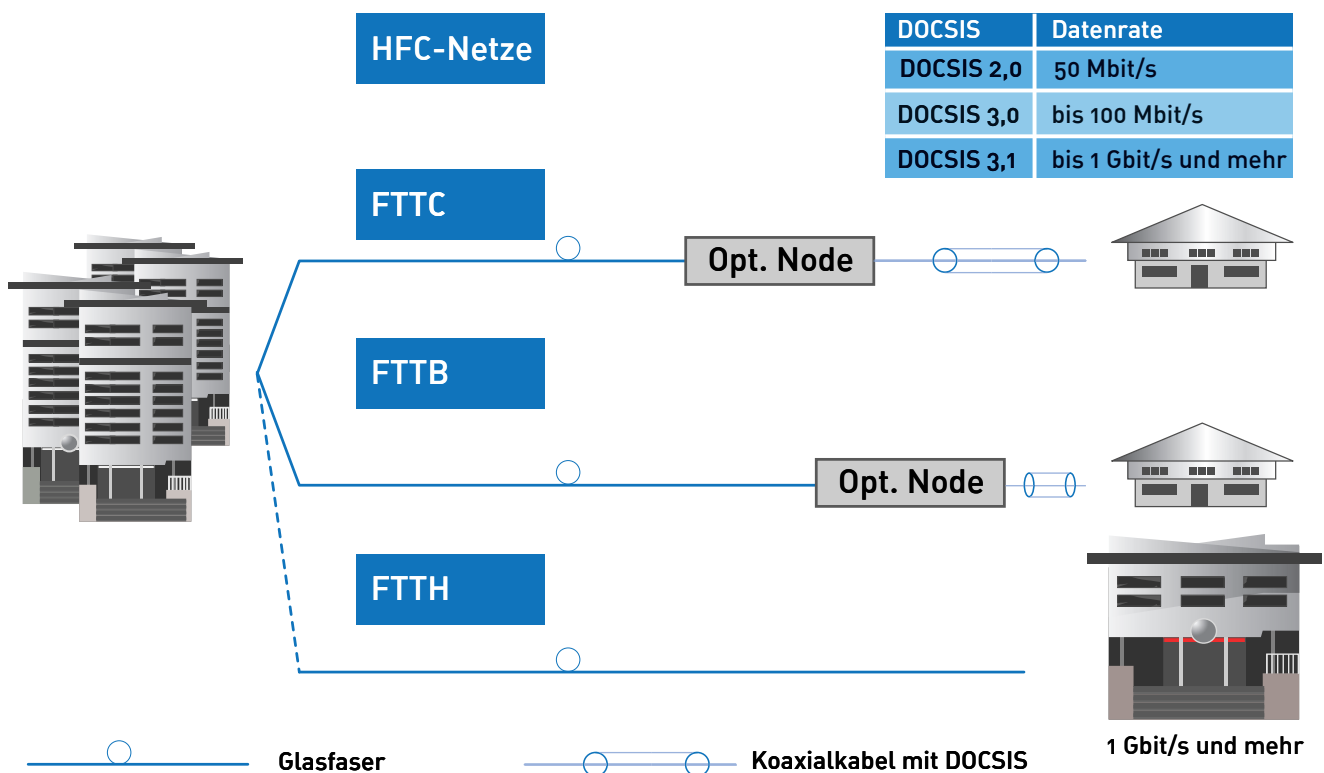 HFC-Netze
DOCSIS Datenrate
DOCSIS 2,0 50 Mbit/s
DOCSIS 3,0 bis 100 Mbit/s
DOCSIS 3,1 bis 1 Gbit/s und mehr
FTTC
Opt. Node
FTTB
Opt. Node
FTTH
1 Gbit/s und mehr
Glasfaser
Koaxialkabel mit DOCSIS